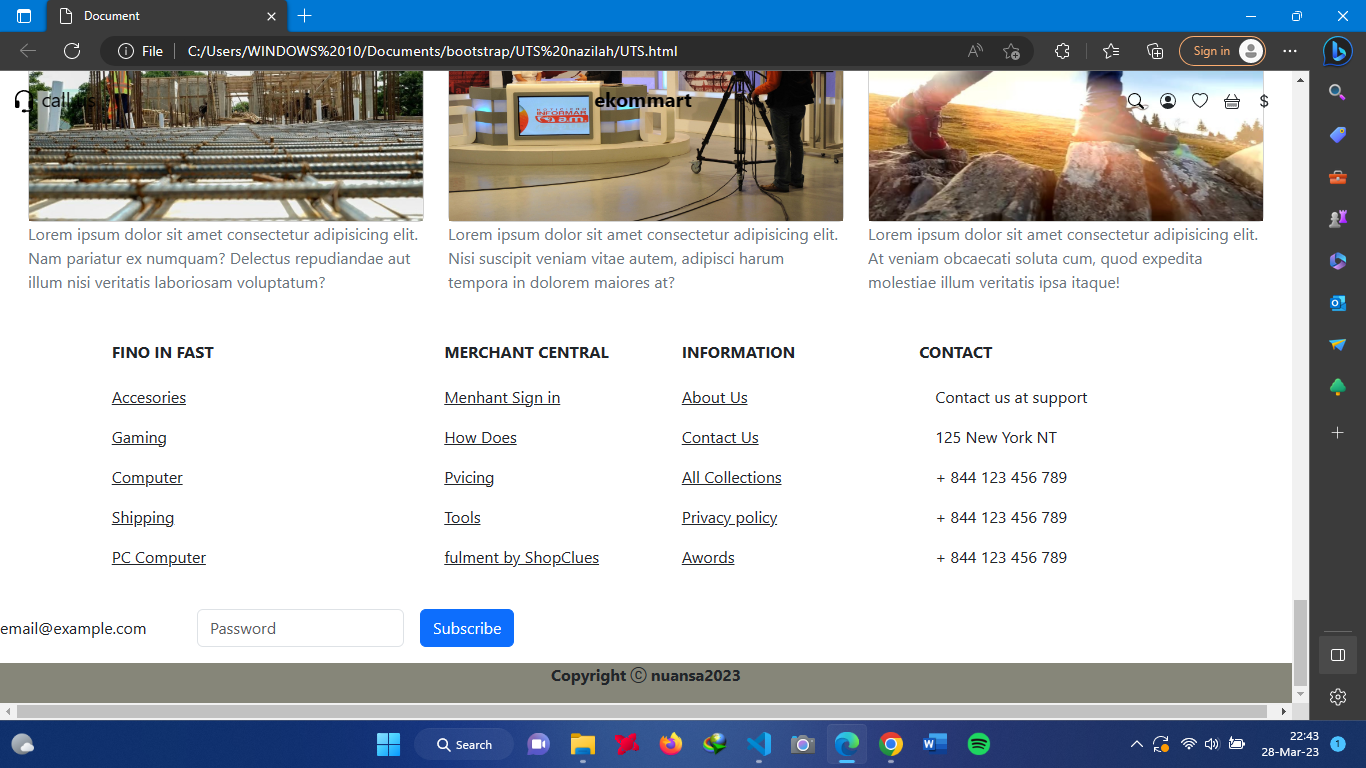 Document
File
C:/Users/WINDOWS%2010/Documents/bootstrap/UTS%20nazilah/UTS.html
Sign in
call us
ekommart
$
NOTICIERO
INFORMAR
a.m.
Lorem ipsum dolor sit amet consectetur adipisicing elit.
Nam pariatur ex numquam? Delectus repudiandae aut
illum nisi veritatis laboriosam voluptatum?
Lorem ipsum dolor sit amet consectetur adipisicing elit.
Nisi suscipit veniam vitae autem, adipisci harum
tempora in dolorem maiores at?
Lorem ipsum dolor sit amet consectetur adipisicing elit.
At veniam obcaecati soluta cum, quod expedita
molestiae illum veritatis ipsa itaque!
FINO IN FAST
Accesories
Gaming
Computer
Shipping
PC Computer
MERCHANT CENTRAL
Menhant Sign in
How Does
Pvicing
Tools
fulment by ShopClues
INFORMATION
About Us
Contact Us
All Collections
Privacy policy
Awords
CONTACT
Contact us at support
125 New York NT
+ 844 123 456 789
+ 844 123 456 789
+ 844 123 456 789
email@example.com
Password
Subscribe
Copyright ⓒ nuansa2023
Search
22:43
28-Mar-23
1